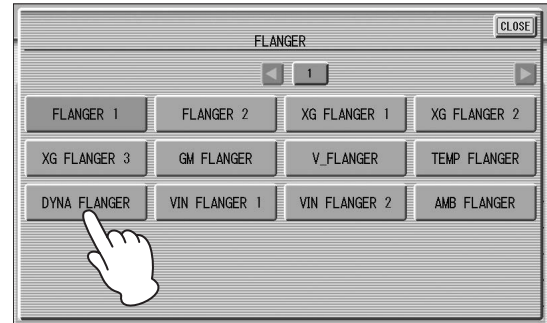 CLOSE
FLANGER
1
FLANGER 1 FLANGER 2 XG FLANGER 1 XG FLANGER 2
XG FLANGER 3 GM FLANGER V_FLANGER TEMP FLANGER
DYNA FLANGER VIN FLANGER 1 VIN FLANGER 2 AMB FLANGER